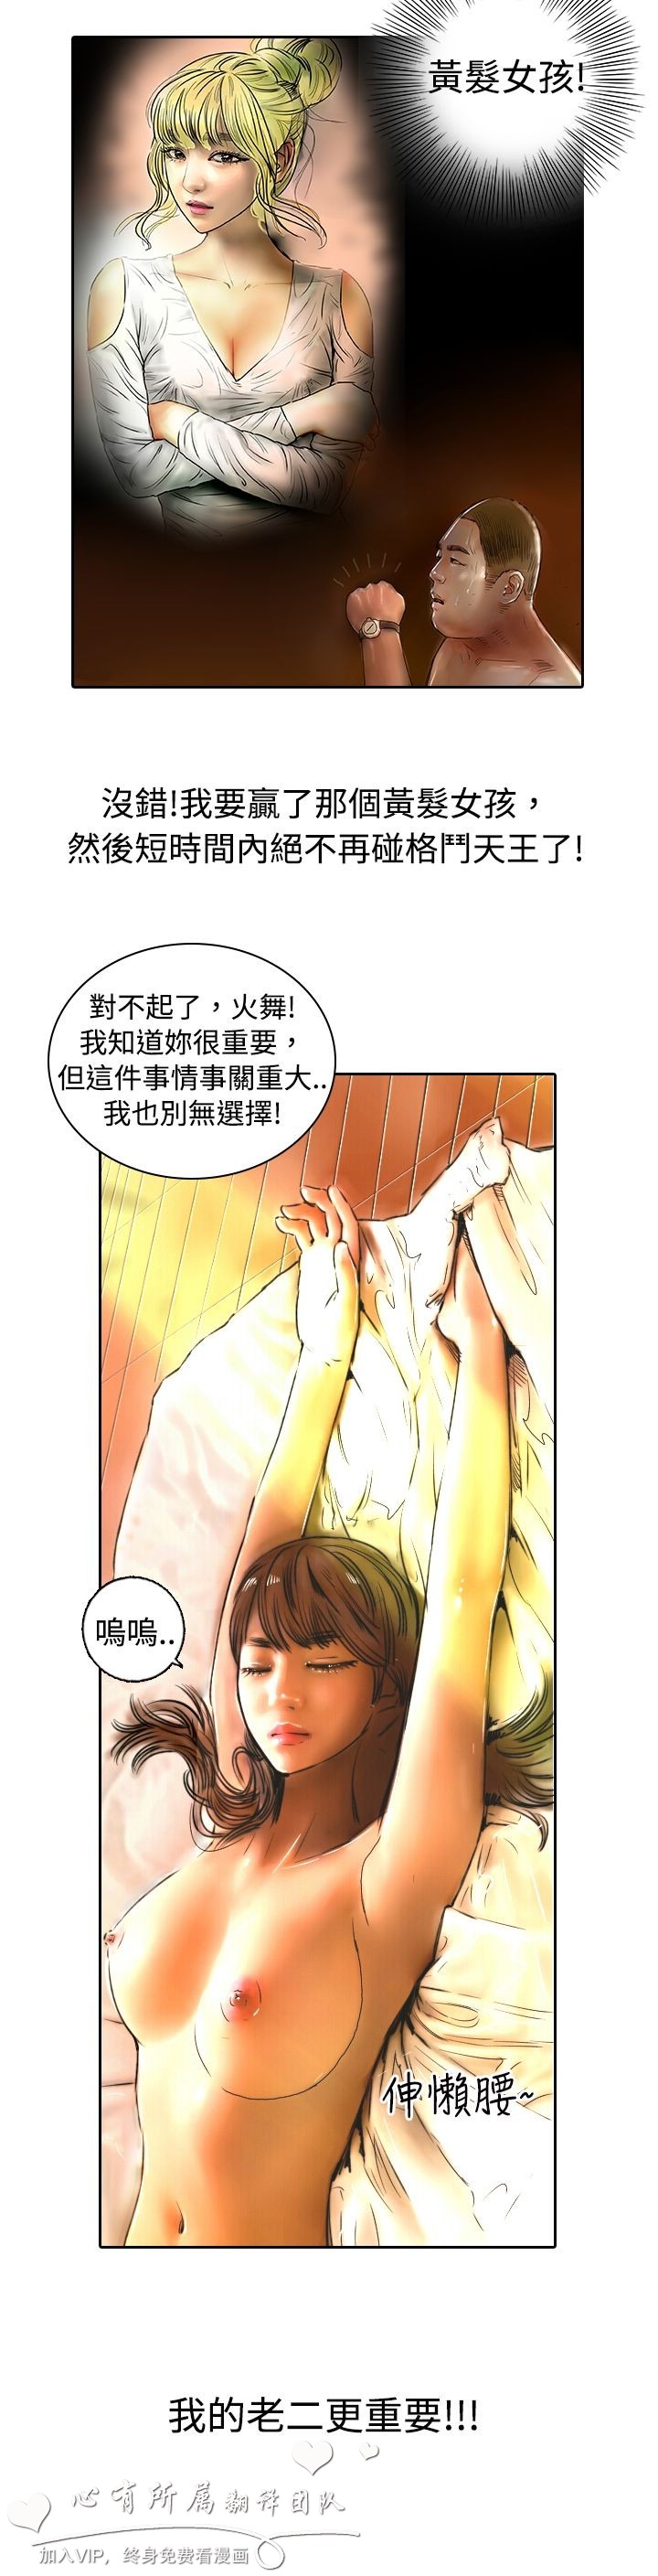 黃髮女孩!
沒錯!我要贏了那個黃髮女孩，
然後短時間內絕不再碰格鬥天王了!
對不起了，火舞!
我知道妳很重要，
但這件事情事關重大..
我也別無選擇!
嗚嗚..
伸懶腰~
我的老二更重要!!!
心有所属翻译团队
加入VIP，终身免费看漫画